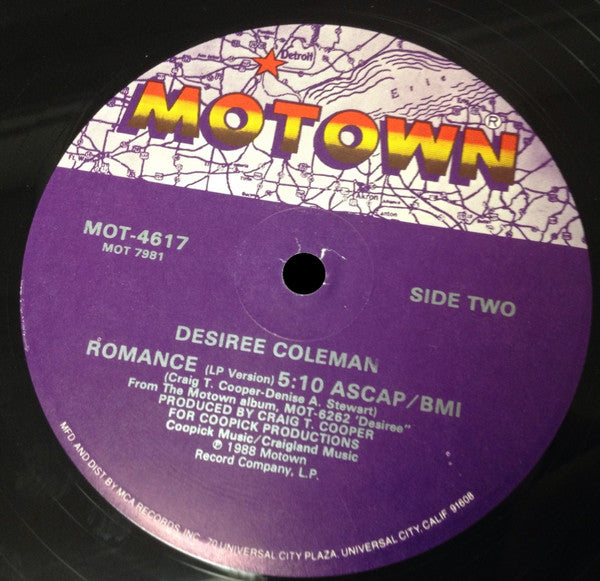 Detroit
Erie
MOTOWN®
Akron
MOT-4617
MOT 7981
SIDE TWO
DESIREE COLEMAN
ROMANCE (LP Version) 5:10 ASCAP/BMI
(Craig T. Cooper-Denise A. Stewart)
From The Motown album, MOT-6262 'Desiree"
PRODUCED BY CRAIG T. COOPER
FOR COOPICK PRODUCTIONS
Coopick Music/Craigland Music
℗ 1988 Motown
Record Company, L.P.
MFD AND DIST BY MCA RECORDS, INC., 70 UNIVERSAL CITY PLAZA, UNIVERSAL CITY, CALIF 91608